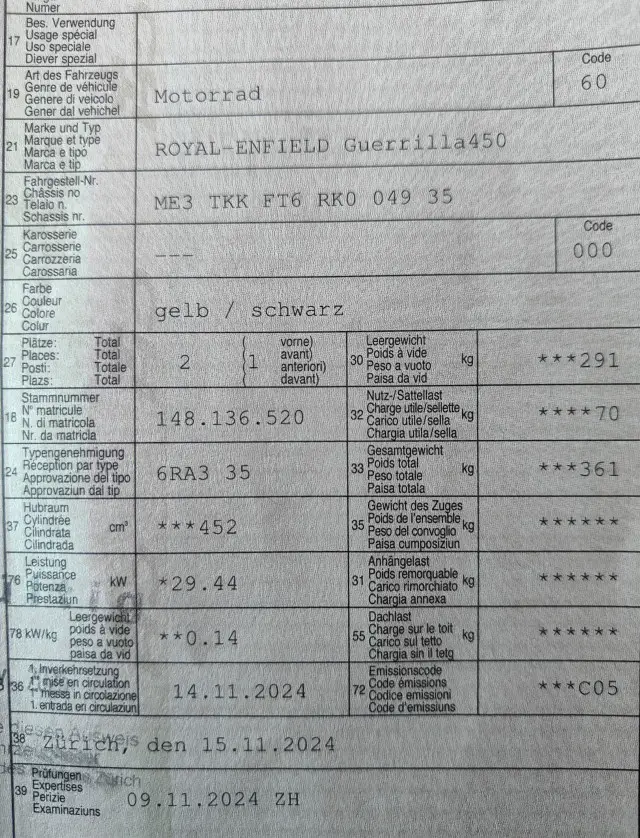 Numer
17 Bes. Verwendung
Usage spécial
Uso speciale
Diever spezial
19 Art des Fahrzeugs
Genre de véhicule
Genere di veicolo
Gener dal vehichel
Motorrad
Code
60
21 Marke und Typ
Marque et type
Marca e tipo
Marca e tip
ROYAL-ENFIELD Guerrilla450
23 Fahrgestell-Nr.
Châssis no
Telaio n.
Schassis nr.
ME3 TKK FT6 RK0 049 35
25 Karosserie
Carrosserie
Carrozzeria
Carossaria
---
Code
000
26 Farbe
Couleur
Colore
Colur
gelb / schwarz
27 Plätze: Total
Places: Total
Posti: Totale
Plazs: Total
2
( vorne)
avant)
(1 anteriori)
( davant)
30 Leergewicht
Poids à vide
Peso a vuoto
Paisa da vid
kg
***291
18 Stammnummer
N° matricule
N. di matricola
Nr. da matricla
148.136.520
32 Nutz-/Sattellast
Charge utile/sellette
Carico utile/sella
Chargia utila/sella
kg
****70
24 Typengenehmigung
Réception par type
Approvazione del tipo
Approvaziun dal tip
6RA3 35
33 Gesamtgewicht
Poids total
Peso totale
Paisa totala
kg
***361
37 Hubraum
Cylindrée
Cilindrata
Cilindrada
cm³
***452
35 Gewicht des Zuges
Poids de l'ensemble
Peso del convoglio
Paisa cumposiziun
kg
******
76 Leistung
Puissance
Potenza
Prestaziun
kW
*29.44
31 Anhängelast
Poids remorquable
Carico rimorchiato
Chargia annexa
kg
******
78 kW/kg
Leergewicht
poids à vide
peso a vuoto
paisa da vid
**0.14
55 Dachlast
Charge sur le toit
Carico sul tetto
Chargia sin il tetg
kg
******
36 1. Inverkehrsetzung
1re mise en circulation
1a messa in circolazione
1. entrada en circulaziun
14.11.2024
72 Emissionscode
Code émissions
Codice emissioni
Code d'emissiuns
***C05
38 Zürich, den 15.11.2024
39 Prüfungen
Expertises
Perizie
Examinaziuns
09.11.2024 ZH